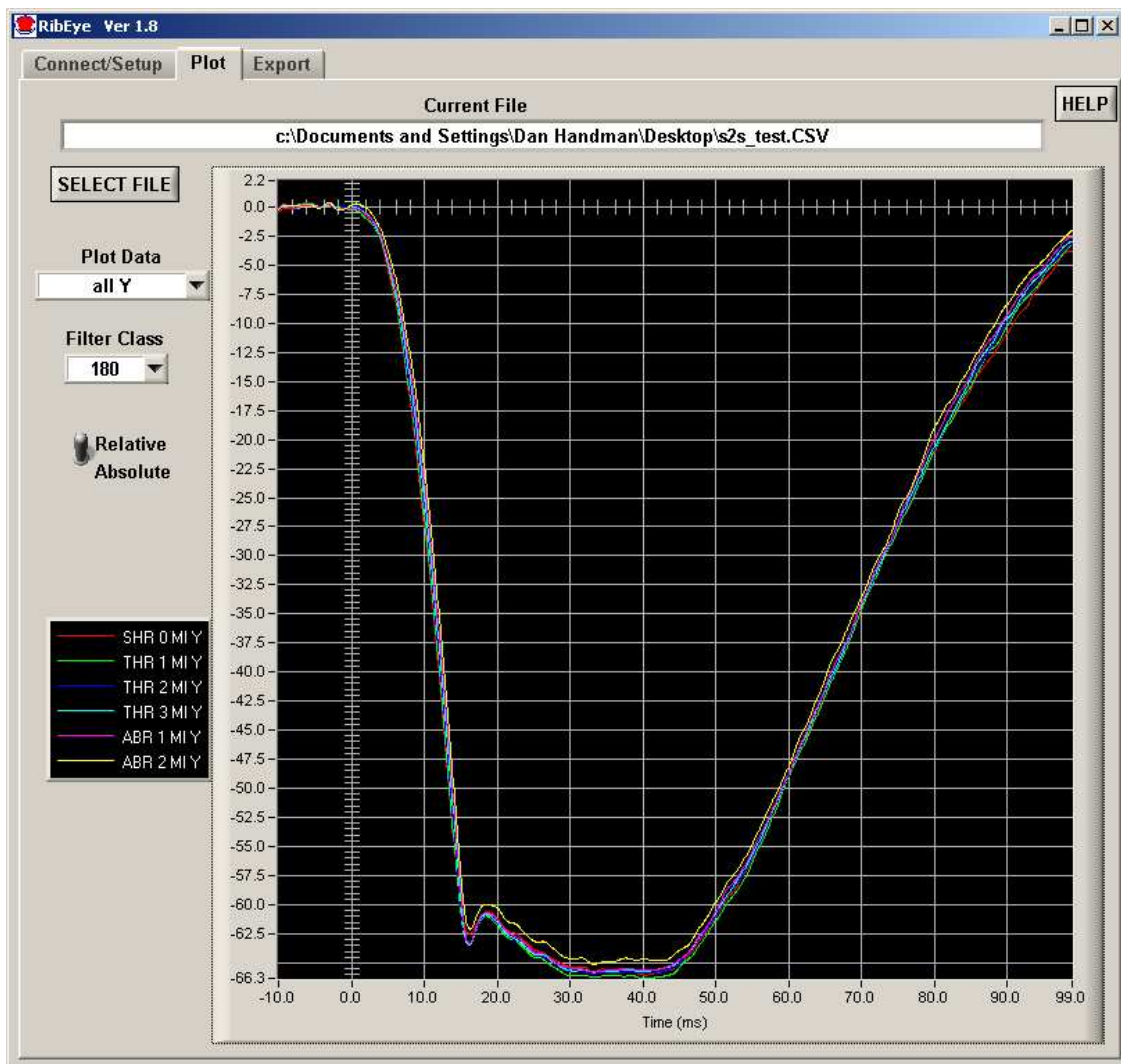 RibEye Ver 1.8
Connect/Setup Plot Export
Current File
HELP
c:\Documents and Settings\Dan Handman\Desktop\s2s_test.CSV
SELECT FILE
Plot Data
all Y
Filter Class
180
Relative
Absolute
SHR 0 MI Y
THR 1 MI Y
THR 2 MI Y
THR 3 MI Y
ABR 1 MI Y
ABR 2 MI Y
2.2
0.0
-2.5
-5.0
-7.5
-10.0
-12.5
-15.0
-17.5
-20.0
-22.5
-25.0
-27.5
-30.0
-32.5
-35.0
-37.5
-40.0
-42.5
-45.0
-47.5
-50.0
-52.5
-55.0
-57.5
-60.0
-62.5
-66.3
-10.0 0.0 10.0 20.0 30.0 40.0 50.0 60.0 70.0 80.0 90.0 99.0
Time (ms)